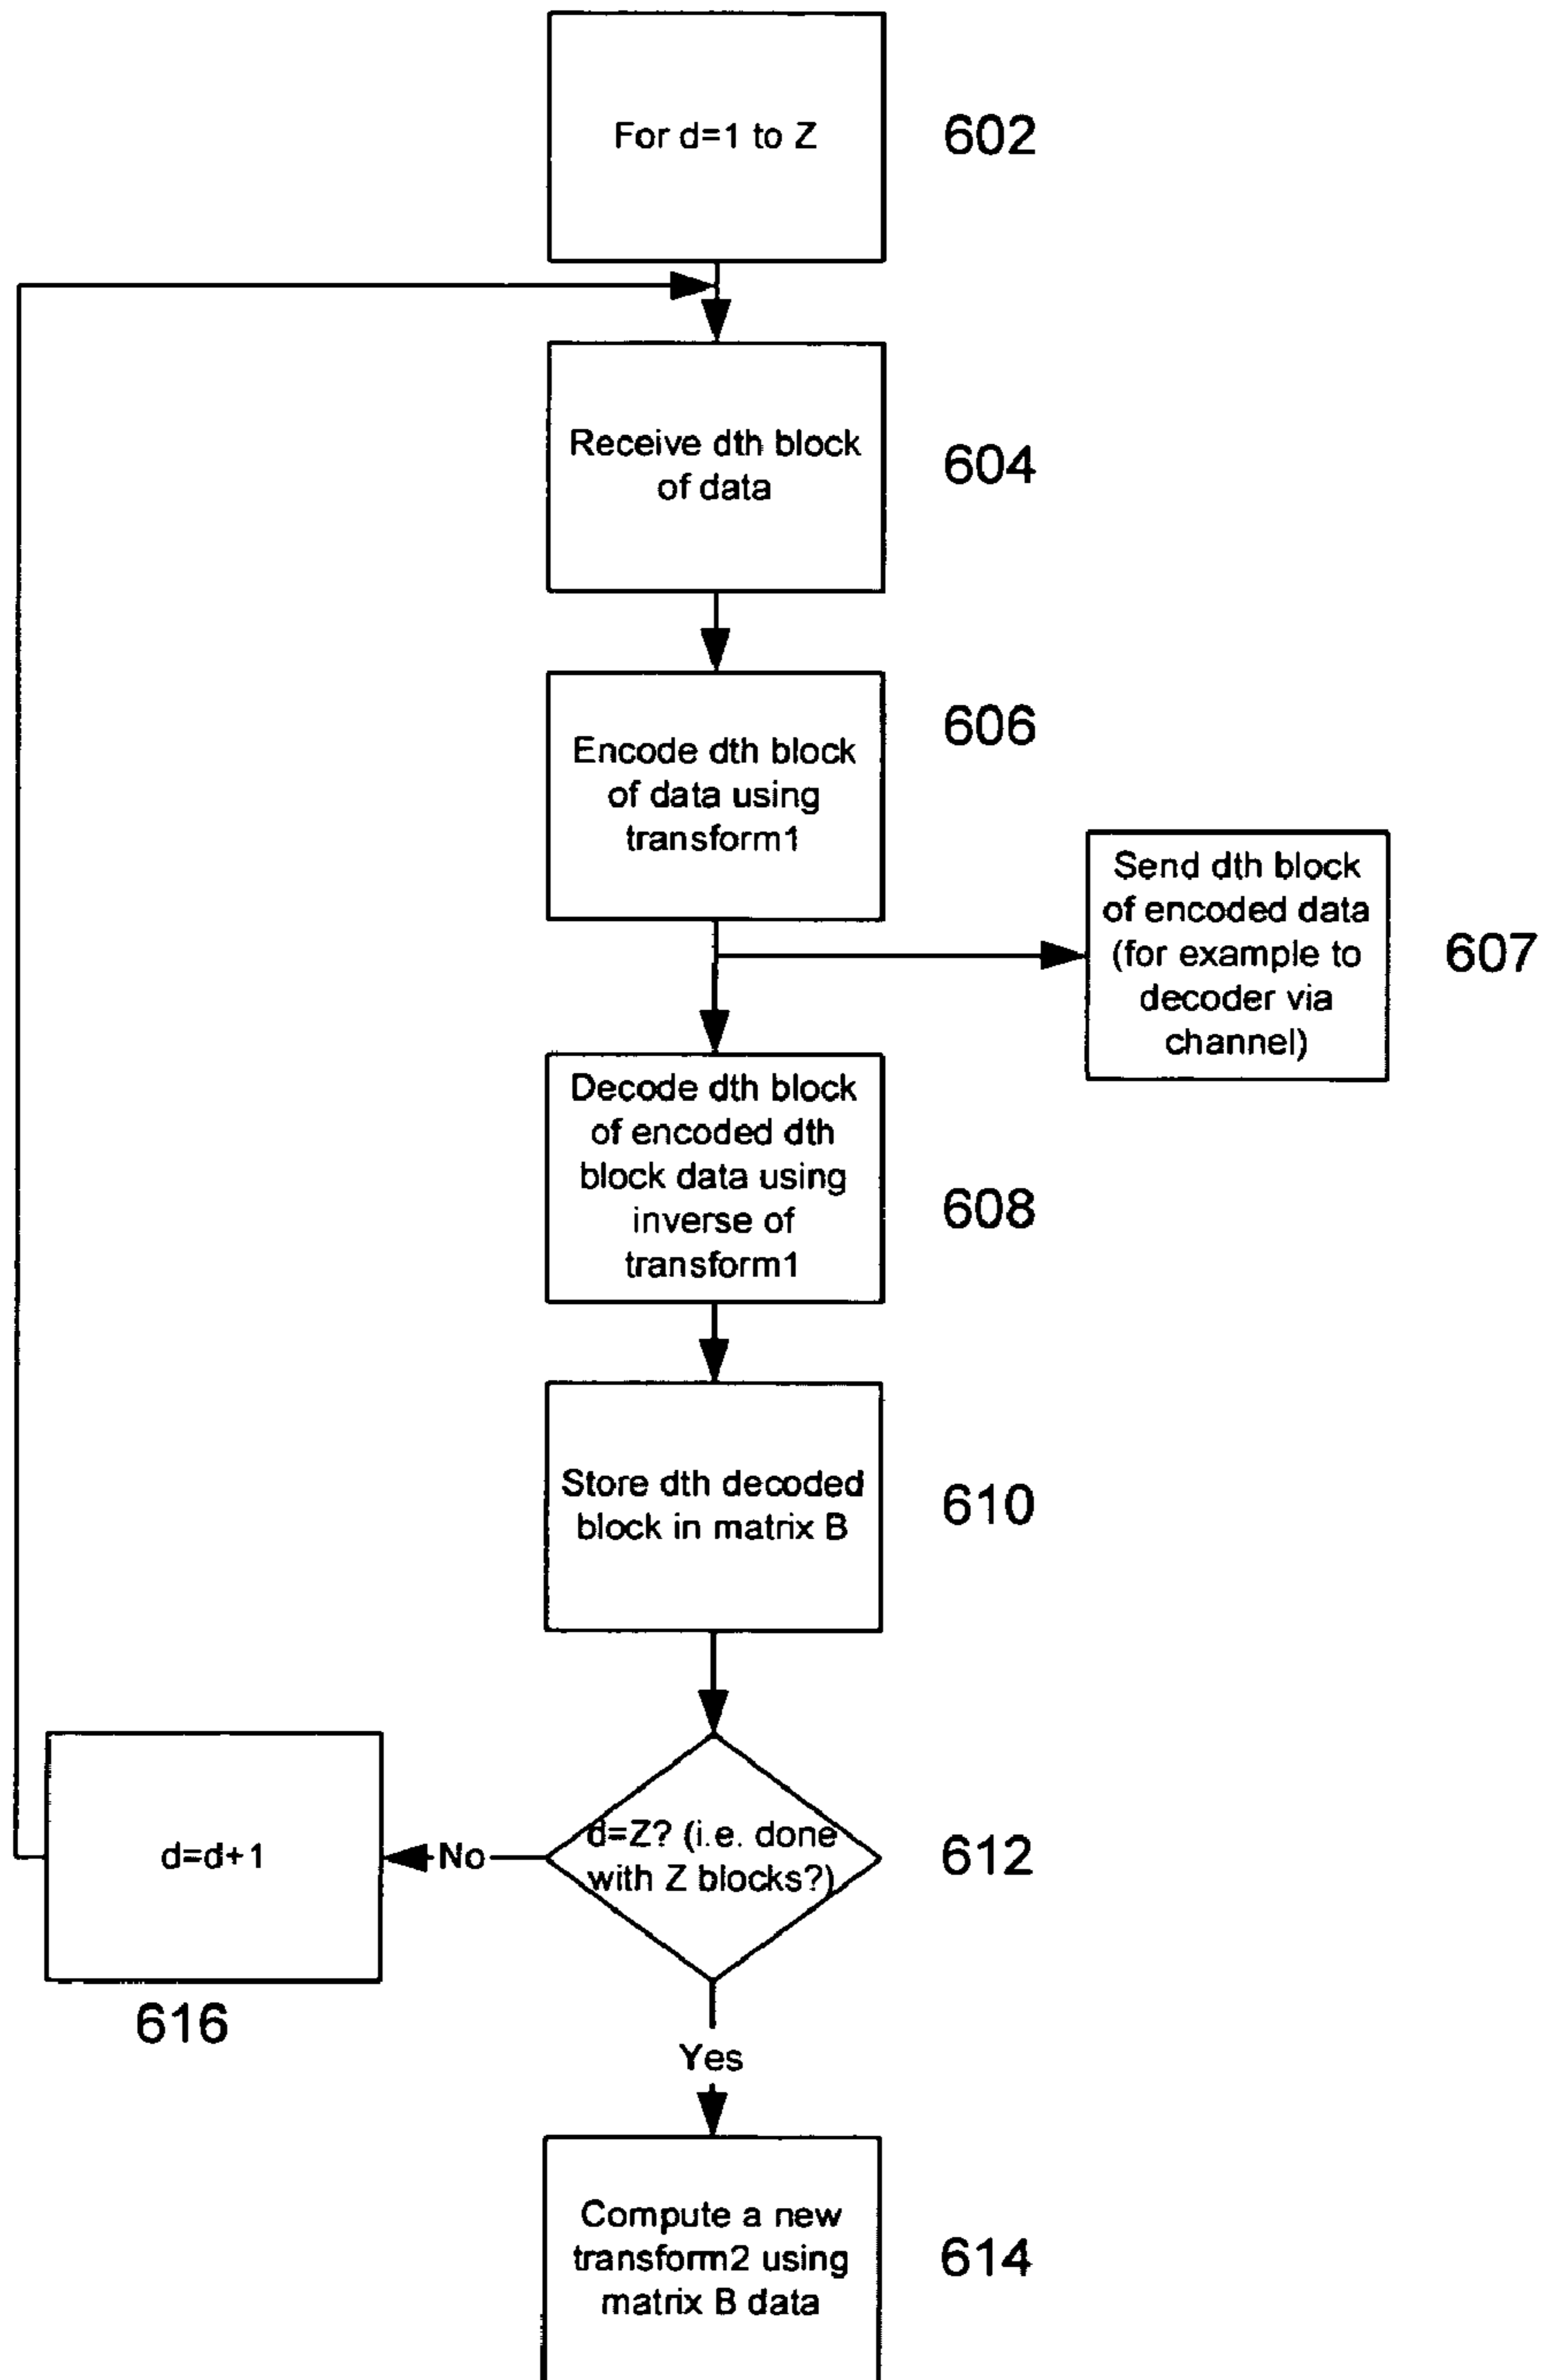 For d=1 to Z
602
Receive dth block
of data
604
Encode dth block
of data using
transform1
606
Send dth block
of encoded data
(for example to
decoder via
channel)
607
Decode dth block
of encoded dth
block data using
inverse of
transform1
608
Store dth decoded
block in matrix B
610
d=Z? (i.e. done
with Z blocks?)
612
No
d=d+1
616
Yes
Compute a new
transform2 using
matrix B data
614